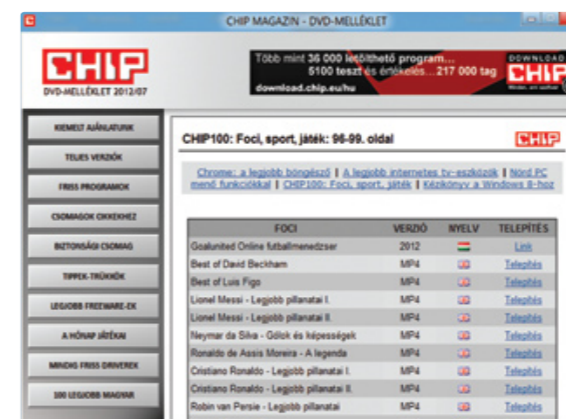 CHIP MAGAZIN - DVD-MELLÉKLET
CHIP
DVD-MELLÉKLET 2012/07
Több mint 36 000 letölthető program...
5100 teszt és értékelés... 217 000 tag
download.chip.eu/hu
DOWNLOAD
CHIP
KIEMELT AJÁNLATUNK
TELJES VERZIÓK
FRISS PROGRAMOK
CSOMAGOK CIKKEKHEZ
BIZTONSÁGI CSOMAG
TIPPEK-TRÜKKÖK
LEGJOBB FREEWARE-EK
A HÓNAP JÁTÉKAI
MINDIG FRISS DRIVEREK
100 LEGJOBB MAGYAR
CHIP100: Foci, sport, játék: 96-99. oldal
CHIP
Chrome: a legjobb böngésző | A legjobb internetes tv-eszközök | Nörd PC
menő funkciókkal | CHIP100: Foci, sport, játék | Kézikönyv a Windows 8-hoz
FOCI VERZIÓ NYELV TELEPÍTÉS
Goalunited Online futballmenedzser 2012 Link
Best of David Beckham MP4 Telepítés
Best of Luis Figo MP4 Telepítés
Lionel Messi - Legjobb pillanatai I. MP4 Telepítés
Lionel Messi - Legjobb pillanatai II. MP4 Telepítés
Neymar da Silva - Gólok és képességek MP4 Telepítés
Ronaldo de Assis Moreira - A legenda MP4 Telepítés
Cristiano Ronaldo - Legjobb pillanatai I. MP4 Telepítés
Cristiano Ronaldo - Legjobb pillanatai II. MP4 Telepítés
Robin van Persie - Legjobb pillanatai MP4 Telepítés